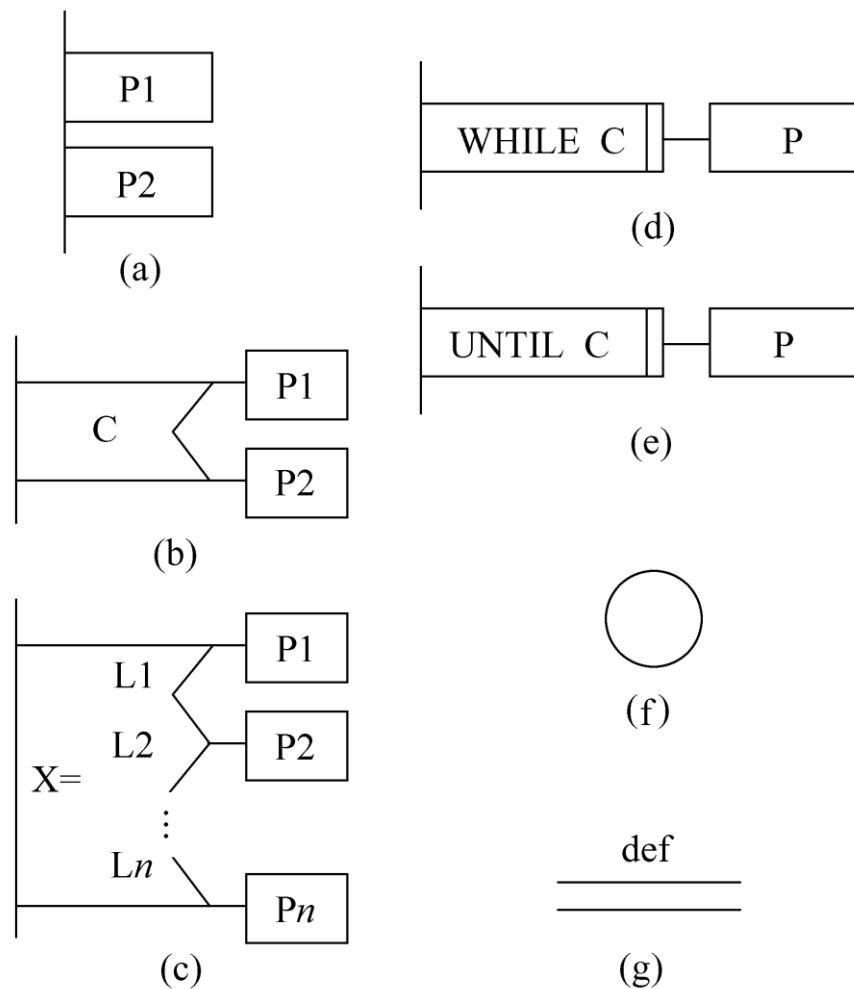 P1
P2
(a)
C
P1
P2
(b)
X=
L1
L2
⋮
Ln
P1
P2
Pn
(c)
WHILE C
P
(d)
UNTIL C
P
(e)
(f)
def
(g)